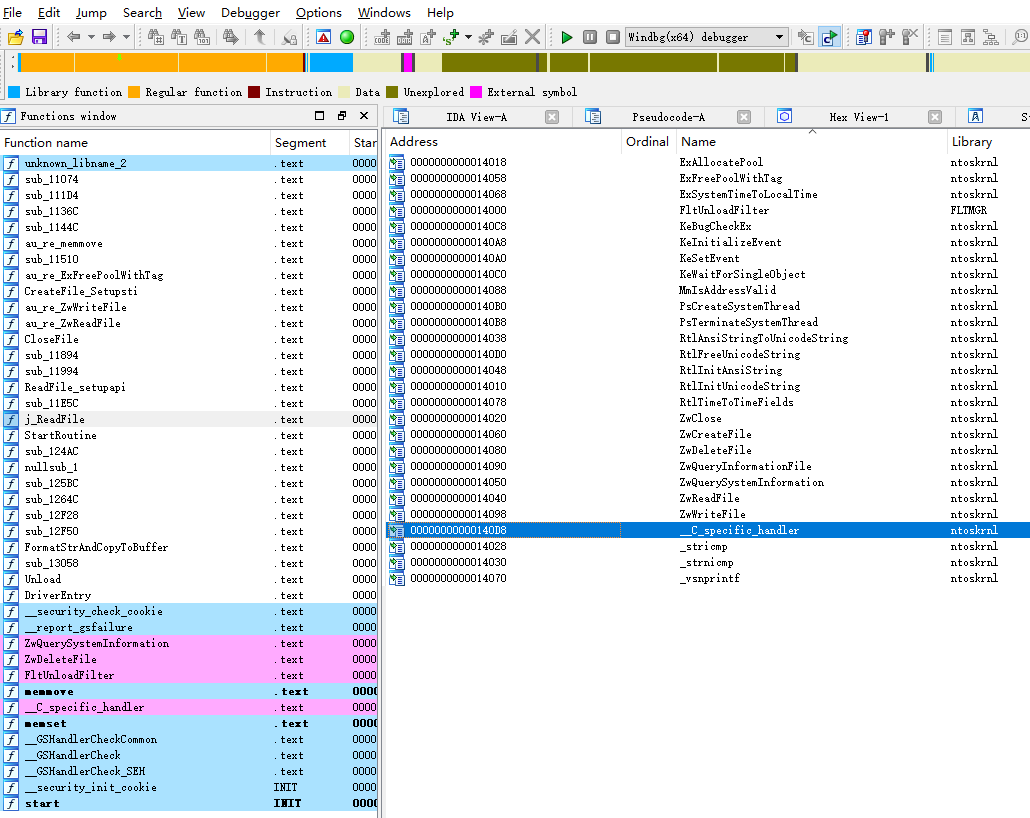 File Edit Jump Search View Debugger Options Windows Help
Windbg(x64) debugger
Library function Regular function Instruction Data Unexplored External symbol
Functions window
IDA View-A Pseudocode-A Hex View-1
Function name Segment Star
unknown_libname_2 .text 0000
sub_11074 .text 0000
sub_111D4 .text 0000
sub_1136C .text 0000
sub_1144C .text 0000
au_re_memmove .text 0000
sub_11510 .text 0000
au_re_ExFreePoolWithTag .text 0000
CreateFile_Setupsti .text 0000
au_re_ZwWriteFile .text 0000
au_re_ZwReadFile .text 0000
CloseFile .text 0000
sub_11894 .text 0000
sub_11994 .text 0000
ReadFile_setupapi .text 0000
sub_11E5C .text 0000
j_ReadFile .text 0000
StartRoutine .text 0000
sub_124AC .text 0000
nullsub_1 .text 0000
sub_125BC .text 0000
sub_1264C .text 0000
sub_12F28 .text 0000
sub_12F50 .text 0000
FormatStrAndCopyToBuffer .text 0000
sub_13058 .text 0000
Unload .text 0000
DriverEntry .text 0000
__security_check_cookie .text 0000
__report_gsfailure .text 0000
ZwQuerySystemInformation .text 0000
ZwDeleteFile .text 0000
FltUnloadFilter .text 0000
memmove .text 0000
__C_specific_handler .text 0000
memset .text 0000
__GSHandlerCheckCommon .text 0000
__GSHandlerCheck .text 0000
__GSHandlerCheck_SEH .text 0000
__security_init_cookie INIT 0000
start INIT 0000
Address Ordinal Name Library
0000000000014018 ExAllocatePool ntoskrnl
0000000000014058 ExFreePoolWithTag ntoskrnl
0000000000014068 ExSystemTimeToLocalTime ntoskrnl
0000000000014000 FltUnloadFilter FLTMGR
00000000000140C8 KeBugCheckEx ntoskrnl
00000000000140A8 KeInitializeEvent ntoskrnl
00000000000140A0 KeSetEvent ntoskrnl
00000000000140C0 KeWaitForSingleObject ntoskrnl
0000000000014088 MmIsAddressValid ntoskrnl
00000000000140B0 PsCreateSystemThread ntoskrnl
00000000000140B8 PsTerminateSystemThread ntoskrnl
0000000000014038 RtlAnsiStringToUnicodeString ntoskrnl
00000000000140D0 RtlFreeUnicodeString ntoskrnl
0000000000014048 RtlInitAnsiString ntoskrnl
0000000000014010 RtlInitUnicodeString ntoskrnl
0000000000014078 RtlTimeToTimeFields ntoskrnl
0000000000014020 ZwClose ntoskrnl
0000000000014060 ZwCreateFile ntoskrnl
0000000000014080 ZwDeleteFile ntoskrnl
0000000000014090 ZwQueryInformationFile ntoskrnl
0000000000014050 ZwQuerySystemInformation ntoskrnl
0000000000014040 ZwReadFile ntoskrnl
0000000000014098 ZwWriteFile ntoskrnl
00000000000140D8 __C_specific_handler ntoskrnl
0000000000014028 _stricmp ntoskrnl
0000000000014030 _strnicmp ntoskrnl
0000000000014070 _vsnprintf ntoskrnl